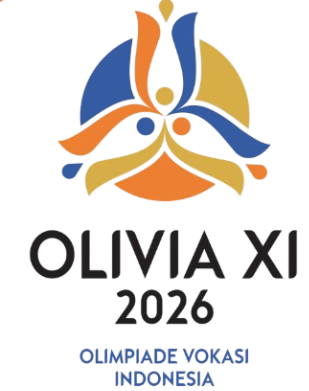 OLIVIA XI
2026
OLIMPIADE VOKASI
INDONESIA